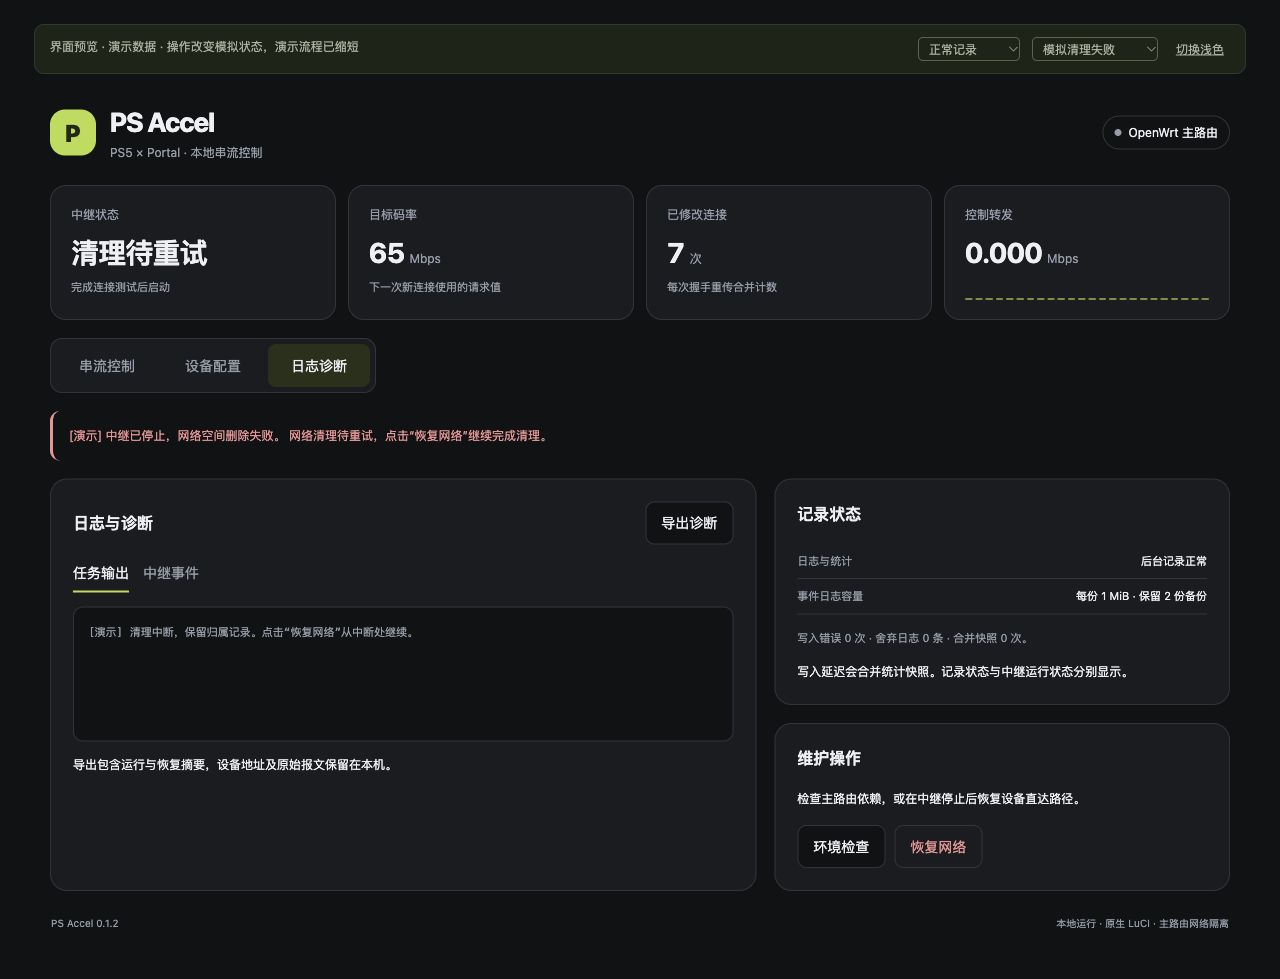 界面预览 · 演示数据 · 操作改变模拟状态，演示流程已缩短
正常记录
模拟清理失败
切换浅色
P
PS Accel
PS5 × Portal · 本地串流控制
OpenWrt 主路由
中继状态
清理待重试
完成连接测试后启动
目标码率
65 Mbps
下一次新连接使用的请求值
已修改连接
7 次
每次握手重传合并计数
控制转发
0.000 Mbps
串流控制
设备配置
日志诊断
[演示] 中继已停止，网络空间删除失败。 网络清理待重试，点击“恢复网络”继续完成清理。
日志与诊断
导出诊断
任务输出
中继事件
[演示] 清理中断，保留归属记录。点击“恢复网络”从中断处继续。
导出包含运行与恢复摘要，设备地址及原始报文保留在本机。
记录状态
日志与统计
后台记录正常
事件日志容量
每份 1 MiB · 保留 2 份备份
写入错误 0 次 · 舍弃日志 0 条 · 合并快照 0 次。
写入延迟会合并统计快照。记录状态与中继运行状态分别显示。
维护操作
检查主路由依赖，或在中继停止后恢复设备直达路径。
环境检查
恢复网络
PS Accel 0.1.2
本地运行 · 原生 LuCI · 主路由网络隔离